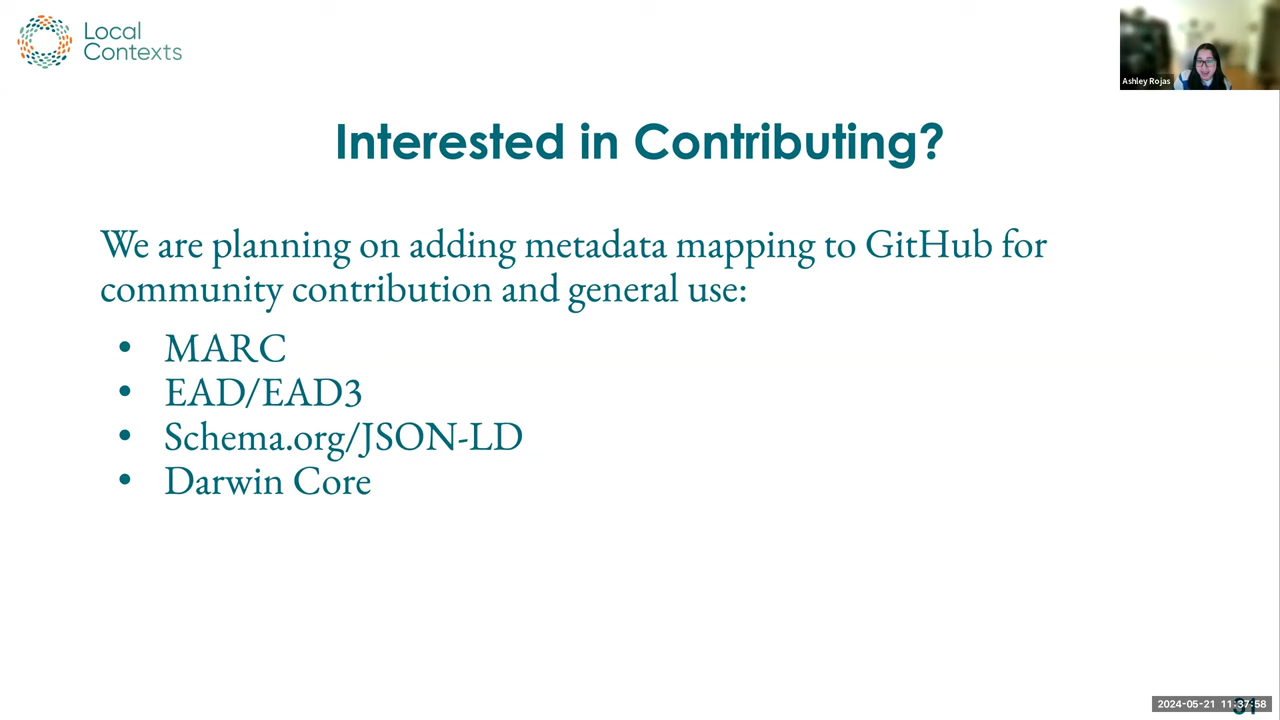 Local
Contexts
Ashley Rojas
Interested in Contributing?
We are planning on adding metadata mapping to GitHub for
community contribution and general use:
• MARC
• EAD/EAD3
• Schema.org/JSON-LD
• Darwin Core
2024-05-21 11:37:58